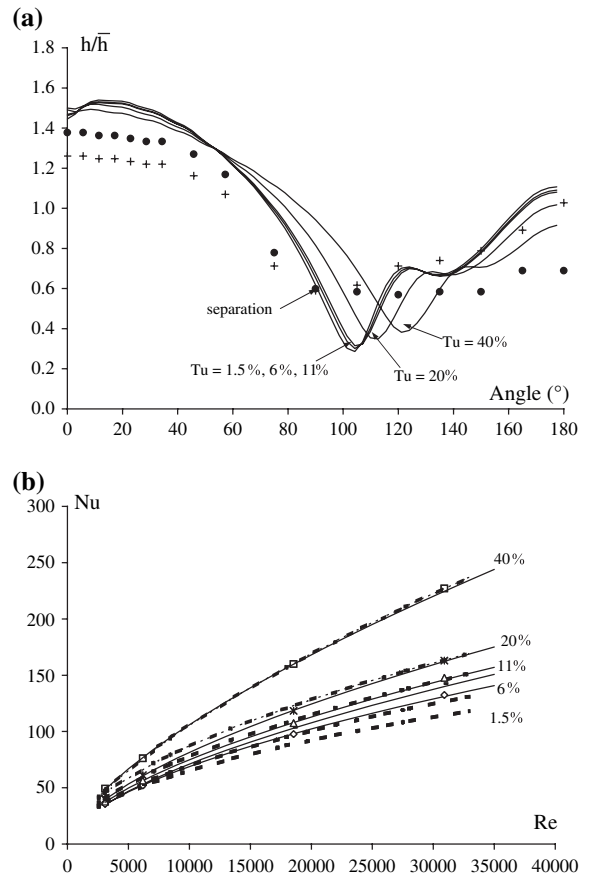 (a)
h/h̅
1.8
1.6
1.4
1.2
1.0
0.8
0.6
0.4
0.2
0.0
separation
Tu = 1.5%, 6%, 11%
Tu = 20%
Tu = 40%
Angle (°)
0 20 40 60 80 100 120 140 160 180
(b)
Nu
300
250
200
150
100
50
0
40%
20%
11%
6%
1.5%
Re
0 5000 10000 15000 20000 25000 30000 35000 40000